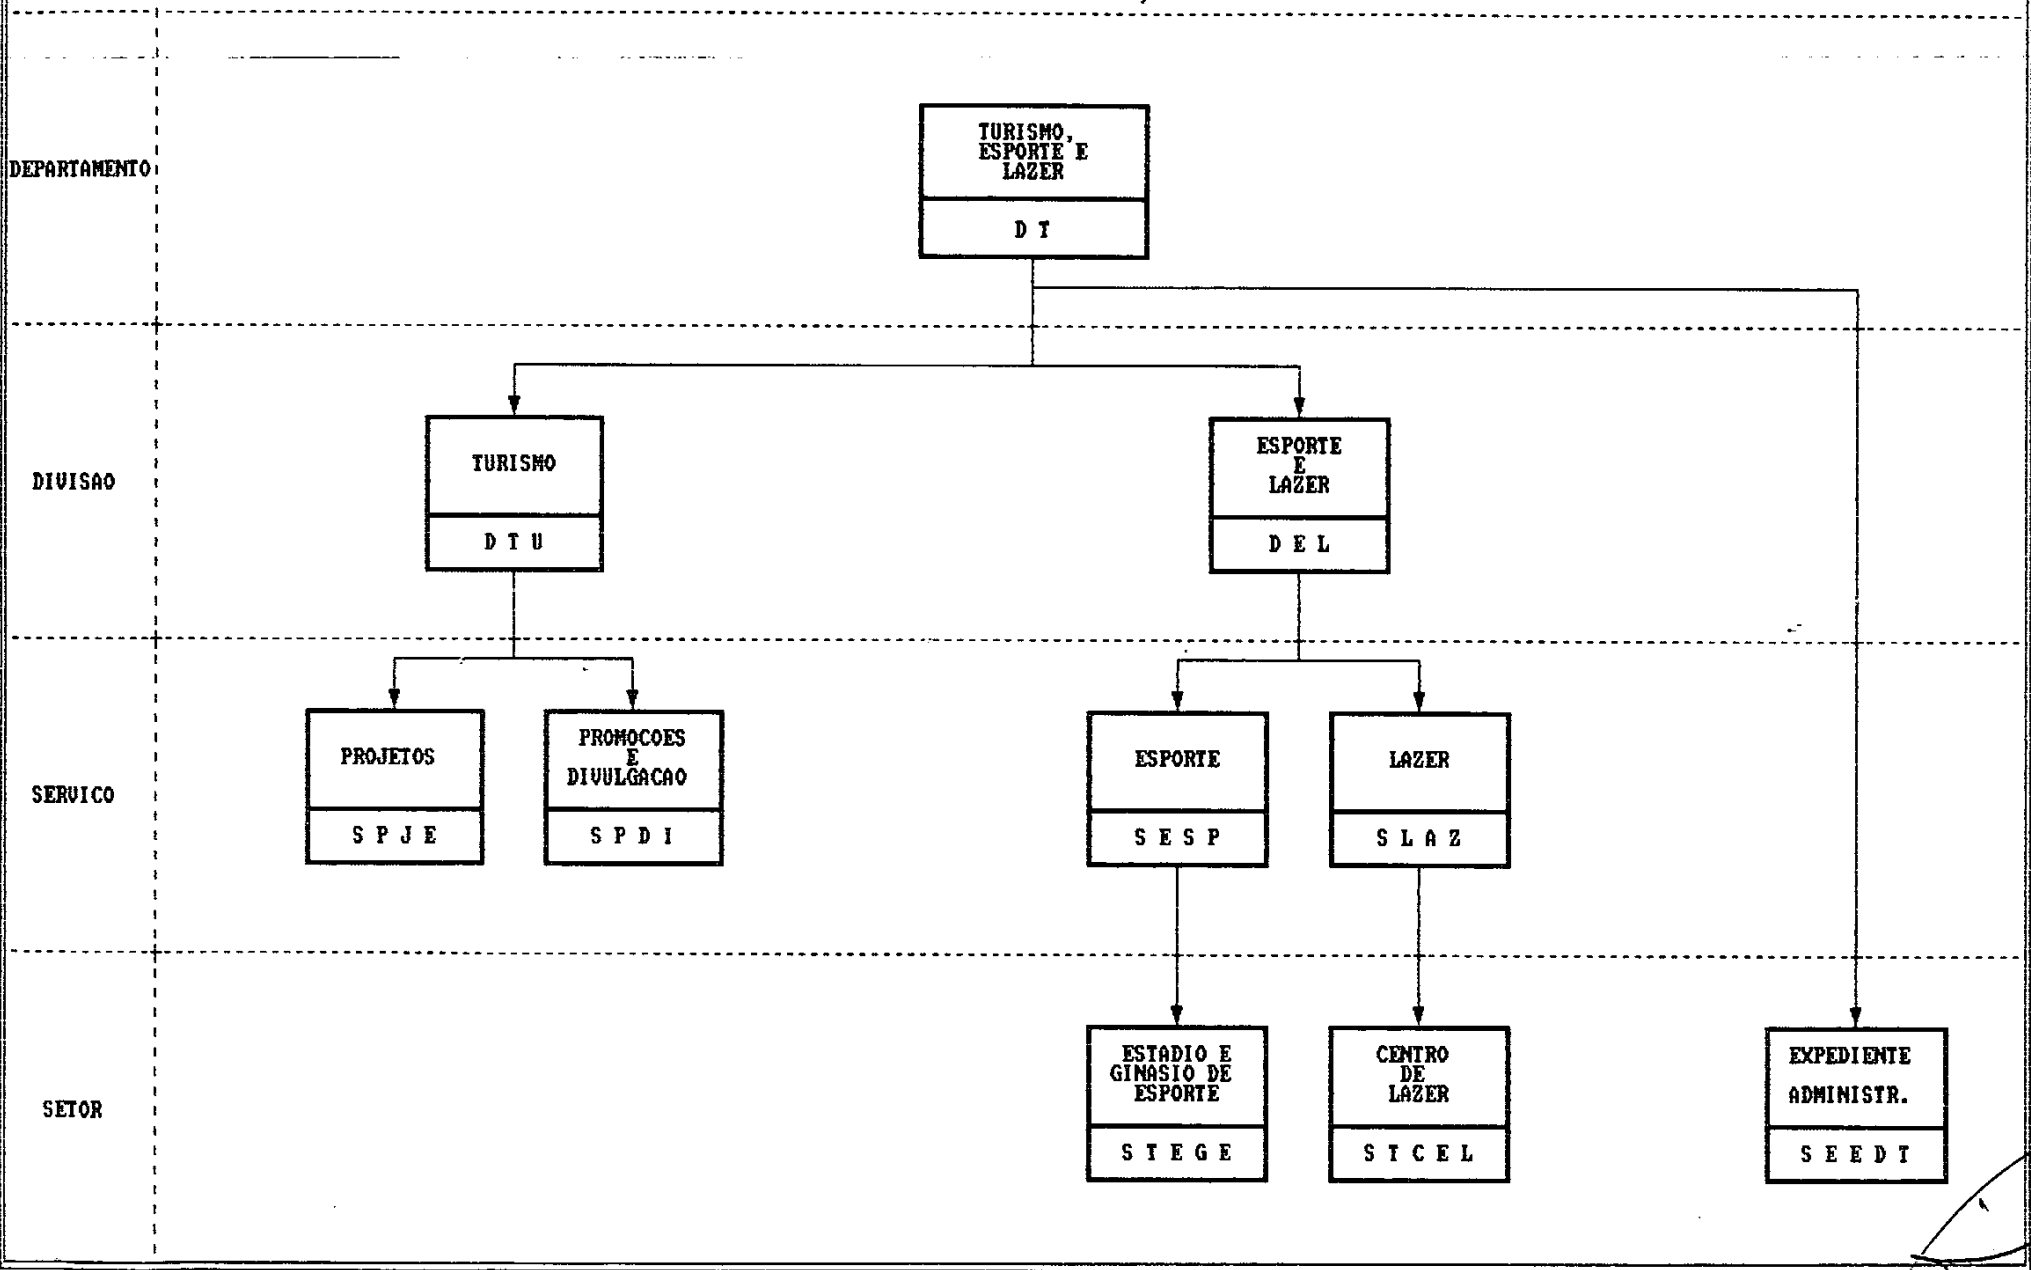 DEPARTAMENTO
TURISMO,
ESPORTE E
LAZER
D T
DIVISAO
TURISMO
D T U
ESPORTE
E
LAZER
D E L
SERVICO
PROJETOS
S P J E
PROMOCOES
E
DIVULGACAO
S P D I
ESPORTE
S E S P
LAZER
S L A Z
SETOR
ESTADIO E
GINASIO DE
ESPORTE
S T E G E
CENTRO
DE
LAZER
S T C E L
EXPEDIENTE
ADMINISTR.
S E E D T